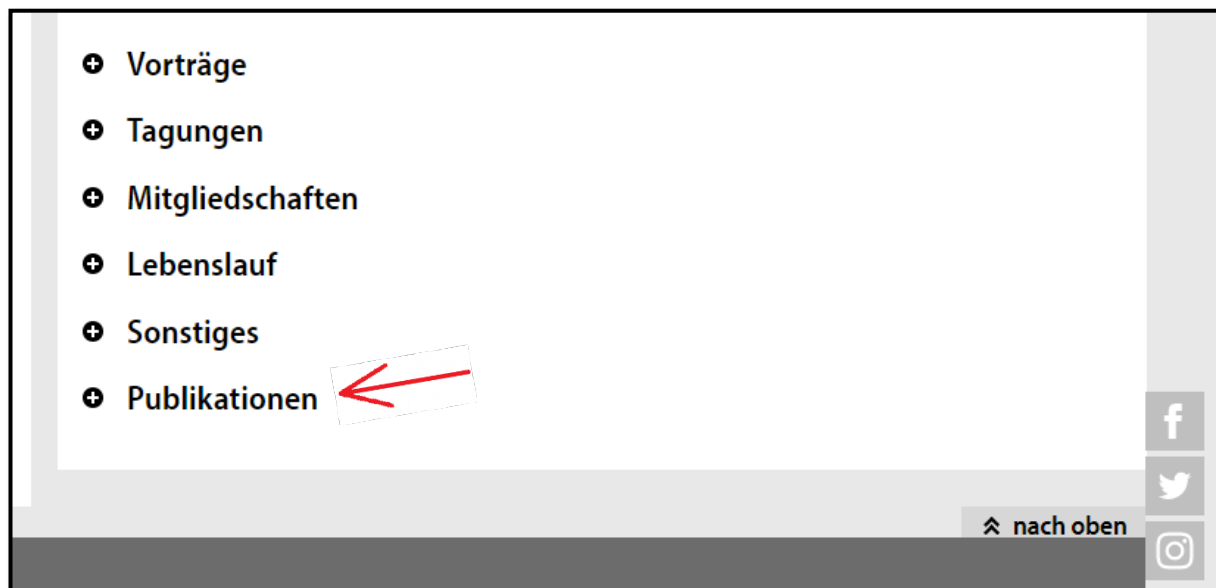 Vorträge
Tagungen
Mitgliedschaften
Lebenslauf
Sonstiges
Publikationen
nach oben